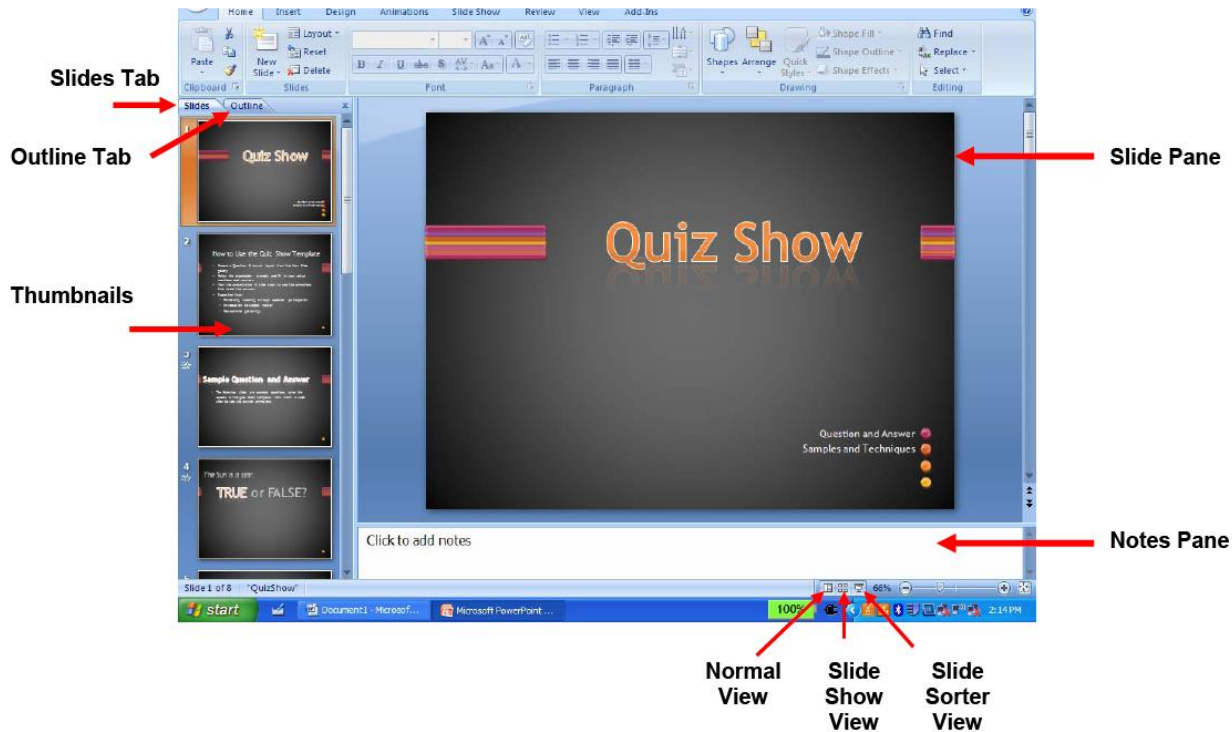 Home Insert Design Animations Slide Show Review View Add-Ins
Layout Reset Delete
Paste New Slide
Clipboard Slides Font Paragraph
Shapes Arrange Quick Styles
Shape Fill Shape Outline Shape Effects
Drawing
Find Replace Select
Editing
Slides Tab
Outline Tab
Thumbnails
Slides Outline
1
Quiz Show
2
How to Use the Quiz Show Template
3
Sample Question and Answer
4
The Sun is a star.
TRUE or FALSE?
Quiz Show
Question and Answer
Samples and Techniques
Slide Pane
Click to add notes
Notes Pane
Slide 1 of 8 "QuizShow"
66%
start
Document1 - Microsof...
Microsoft PowerPoint ...
100%
2:14 PM
Normal
View
Slide
Show
View
Slide
Sorter
View